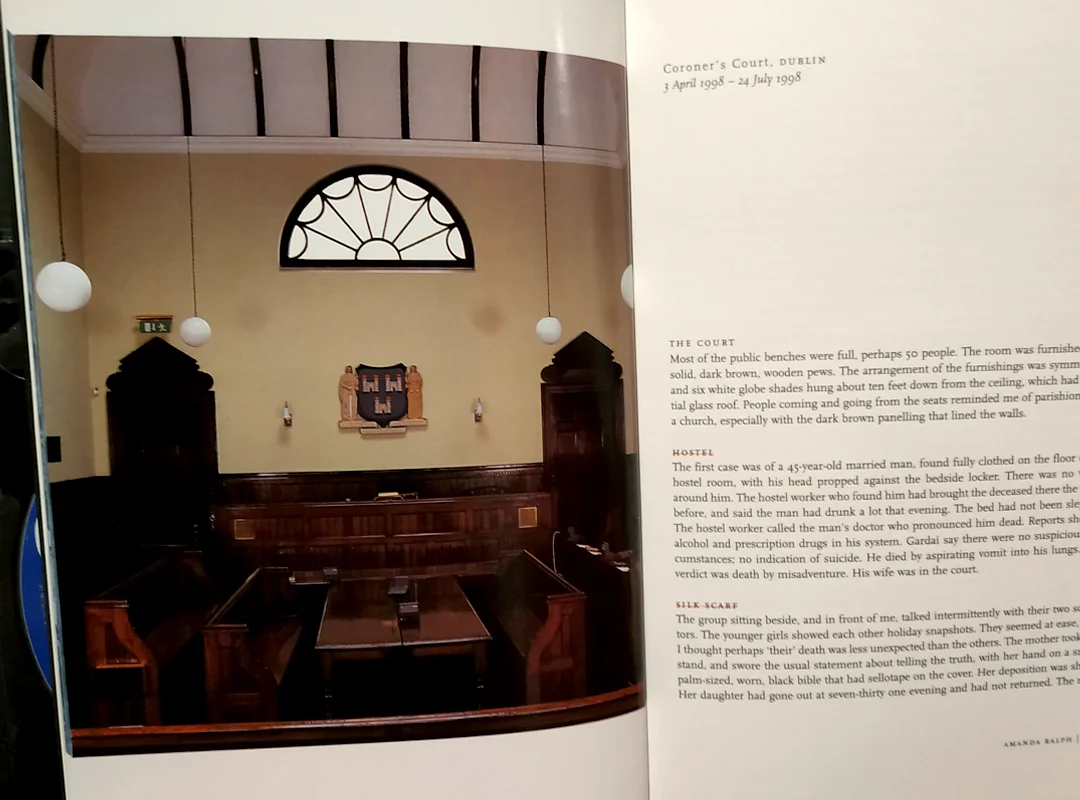 Coroner's Court, DUBLIN
3 April 1998 – 24 July 1998
THE COURT
Most of the public benches were full, perhaps 50 people. The room was furnishe
solid, dark brown, wooden pews. The arrangement of the furnishings was symm
and six white globe shades hung about ten feet down from the ceiling, which had
tial glass roof. People coming and going from the seats reminded me of parishion
a church, especially with the dark brown panelling that lined the walls.
HOSTEL
The first case was of a 45-year-old married man, found fully clothed on the floor
hostel room, with his head propped against the bedside locker. There was no
around him. The hostel worker who found him had brought the deceased there the
before, and said the man had drunk a lot that evening. The bed had not been sle
The hostel worker called the man's doctor who pronounced him dead. Reports sh
alcohol and prescription drugs in his system. Gardai say there were no suspiciou
cumstances; no indication of suicide. He died by aspirating vomit into his lungs.
verdict was death by misadventure. His wife was in the court.
SILK SCARF
The group sitting beside, and in front of me, talked intermittently with their two so
tors. The younger girls showed each other holiday snapshots. They seemed at ease,
I thought perhaps 'their' death was less unexpected than the others. The mother took
stand, and swore the usual statement about telling the truth, with her hand on a sm
palm-sized, worn, black bible that had sellotape on the cover. Her deposition was sh
Her daughter had gone out at seven-thirty one evening and had not returned. The
AMANDA RALPH |